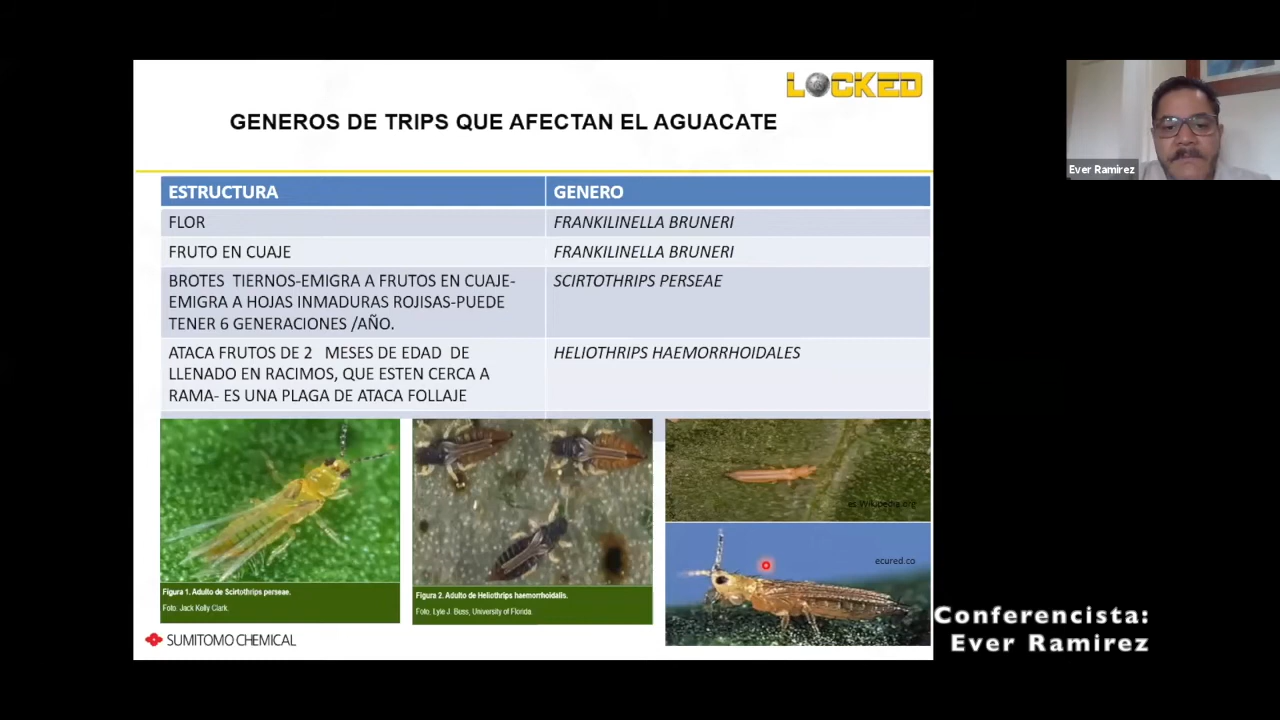 LOCKED
GENEROS DE TRIPS QUE AFECTAN EL AGUACATE
ESTRUCTURA
GENERO
FLOR
FRANKILINELLA BRUNERI
FRUTO EN CUAJE
FRANKILINELLA BRUNERI
BROTES TIERNOS-EMIGRA A FRUTOS EN CUAJE-
EMIGRA A HOJAS INMADURAS ROJISAS-PUEDE
TENER 6 GENERACIONES /AÑO.
SCIRTOTHRIPS PERSEAE
ATACA FRUTOS DE 2 MESES DE EDAD DE
LLENADO EN RACIMOS, QUE ESTEN CERCA A
RAMA- ES UNA PLAGA DE ATACA FOLLAJE
HELIOTHRIPS HAEMORRHOIDALES
Figura 1. Adulto de Scirtothrips perseae.
Foto. Jack Kelly Clark.
Figura 2. Adulto de Heliothrips haemorrhoidalis.
Foto, Lyle J. Buss, University of Florida.
es.Wikipedia.org
ecured.co
SUMITOMO CHEMICAL
Ever Ramirez
Conferencista:
Ever Ramirez